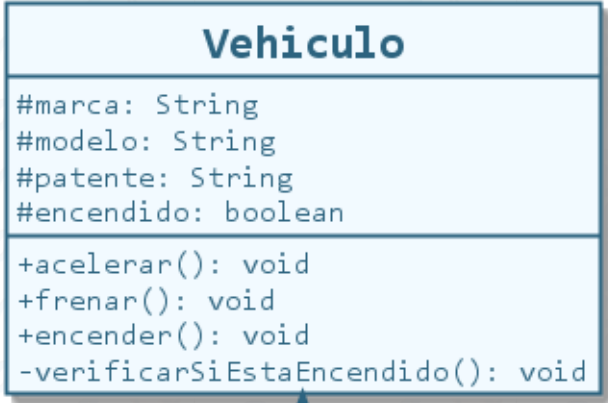 Vehiculo
#marca: String
#modelo: String
#patente: String
#encendido: boolean
+acelerar(): void
+frenar(): void
+encender(): void
-verificarSiEstaEncendido(): void